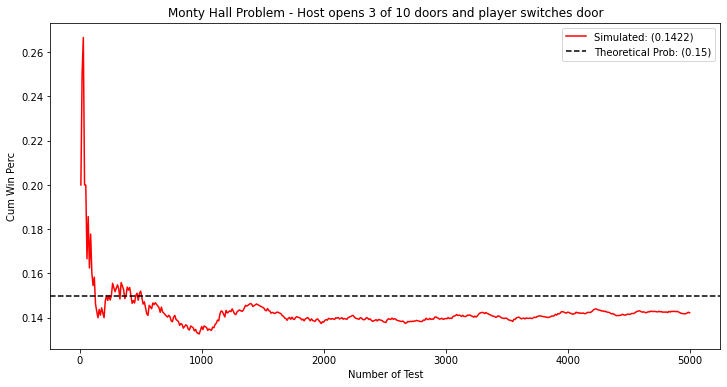 Monty Hall Problem - Host opens 3 of 10 doors and player switches door
Simulated: (0.1422)
Theoretical Prob: (0.15)
Cum Win Perc
0.26
0.24
0.22
0.20
0.18
0.16
0.14
0
1000
2000
3000
4000
5000
Number of Test